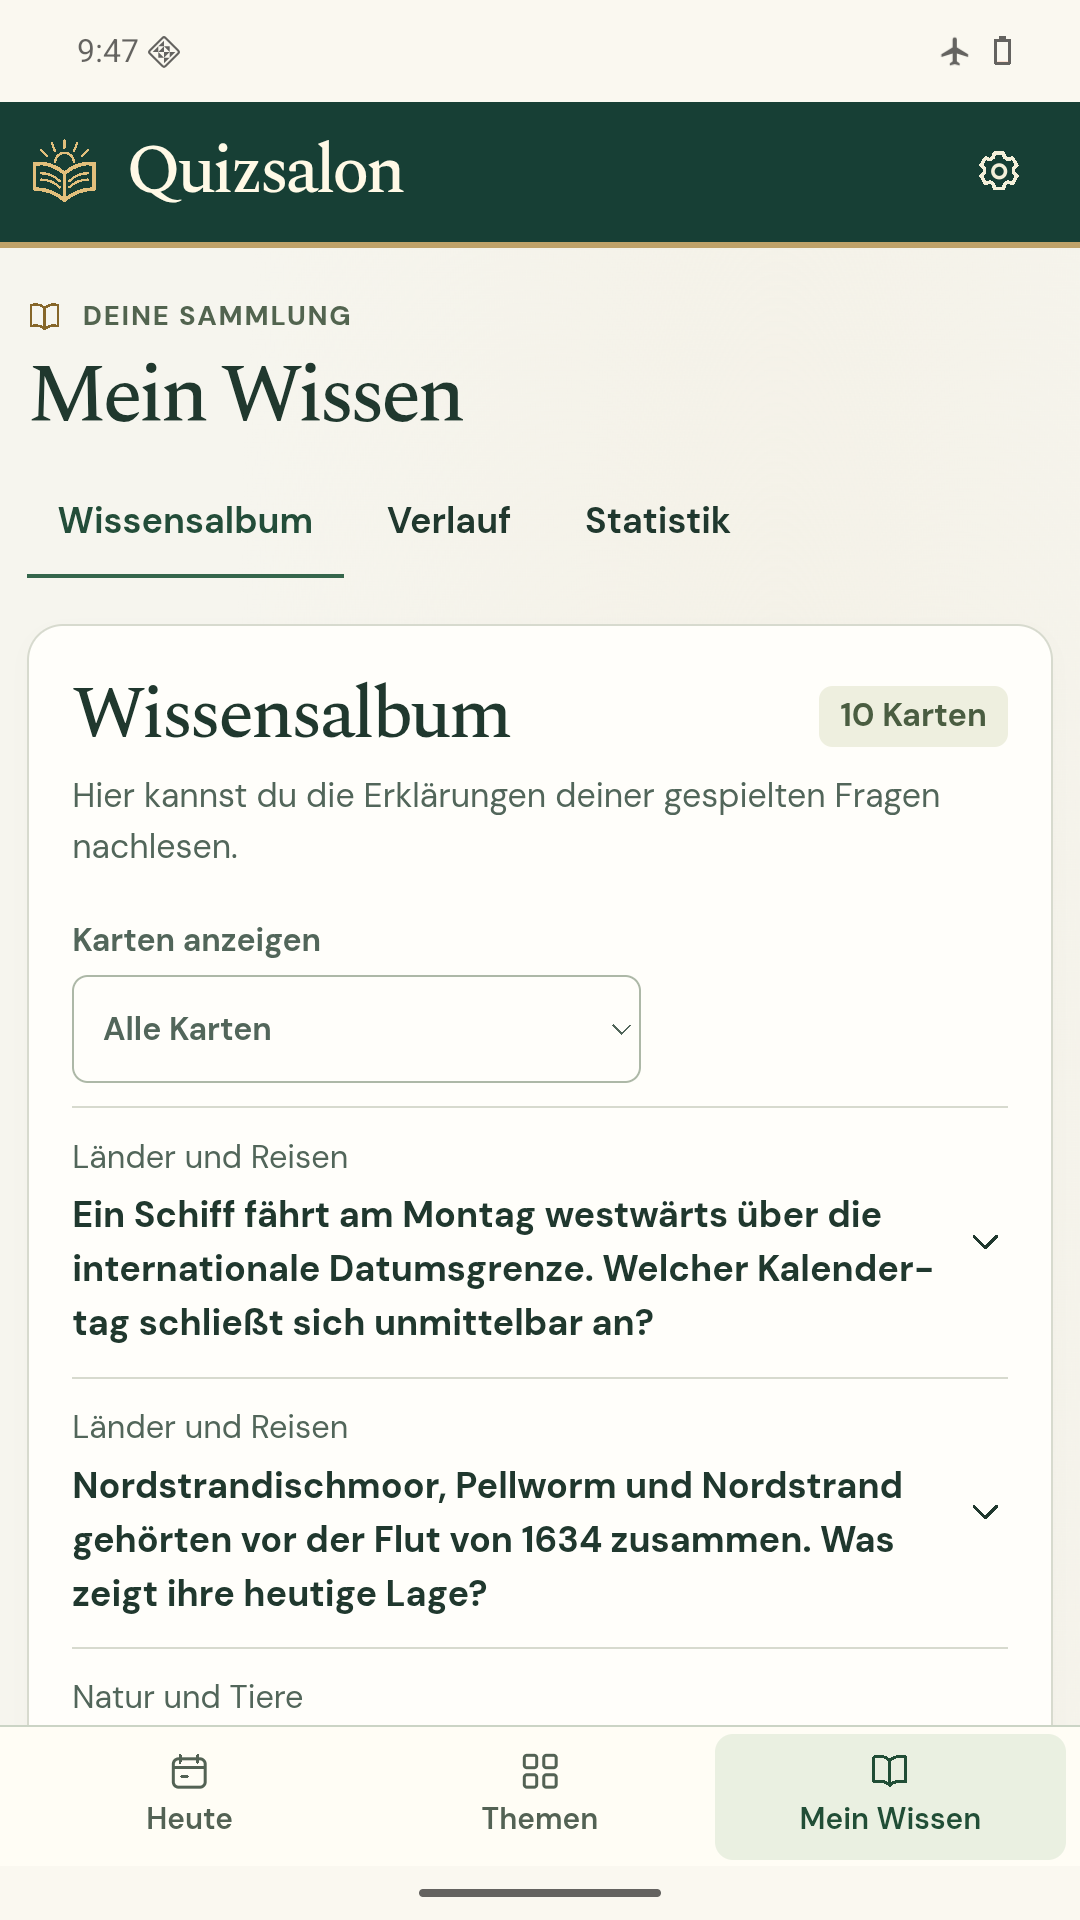 9:47
Quizsalon
DEINE SAMMLUNG
Mein Wissen
Wissensalbum
Verlauf
Statistik
Wissensalbum
10 Karten
Hier kannst du die Erklärungen deiner gespielten Fragen
nachlesen.
Karten anzeigen
Alle Karten
Länder und Reisen
Ein Schiff fährt am Montag westwärts über die
internationale Datumsgrenze. Welcher Kalender-
tag schließt sich unmittelbar an?
Länder und Reisen
Nordstrandischmoor, Pellworm und Nordstrand
gehörten vor der Flut von 1634 zusammen. Was
zeigt ihre heutige Lage?
Natur und Tiere
Heute
Themen
Mein Wissen